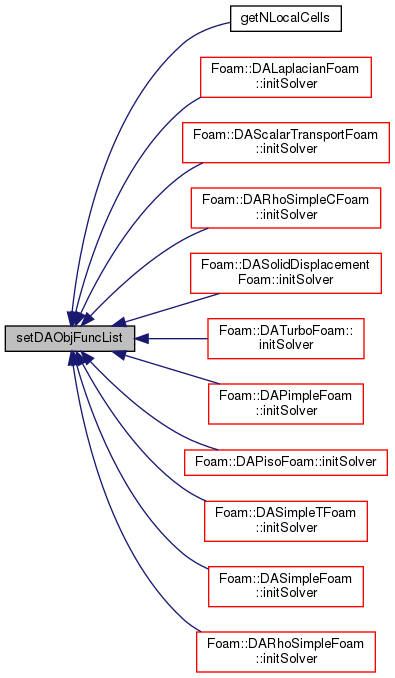 getNLocalCells
Foam::DALaplacianFoam
::initSolver
Foam::DAScalarTransportFoam
::initSolver
Foam::DARhoSimpleCFoam
::initSolver
Foam::DASolidDisplacement
Foam::initSolver
setDAObjFuncList
Foam::DATurboFoam::
initSolver
Foam::DAPimpleFoam
::initSolver
Foam::DAPisoFoam::initSolver
Foam::DASimpleTFoam
::initSolver
Foam::DASimpleFoam
::initSolver
Foam::DARhoSimpleFoam
::initSolver